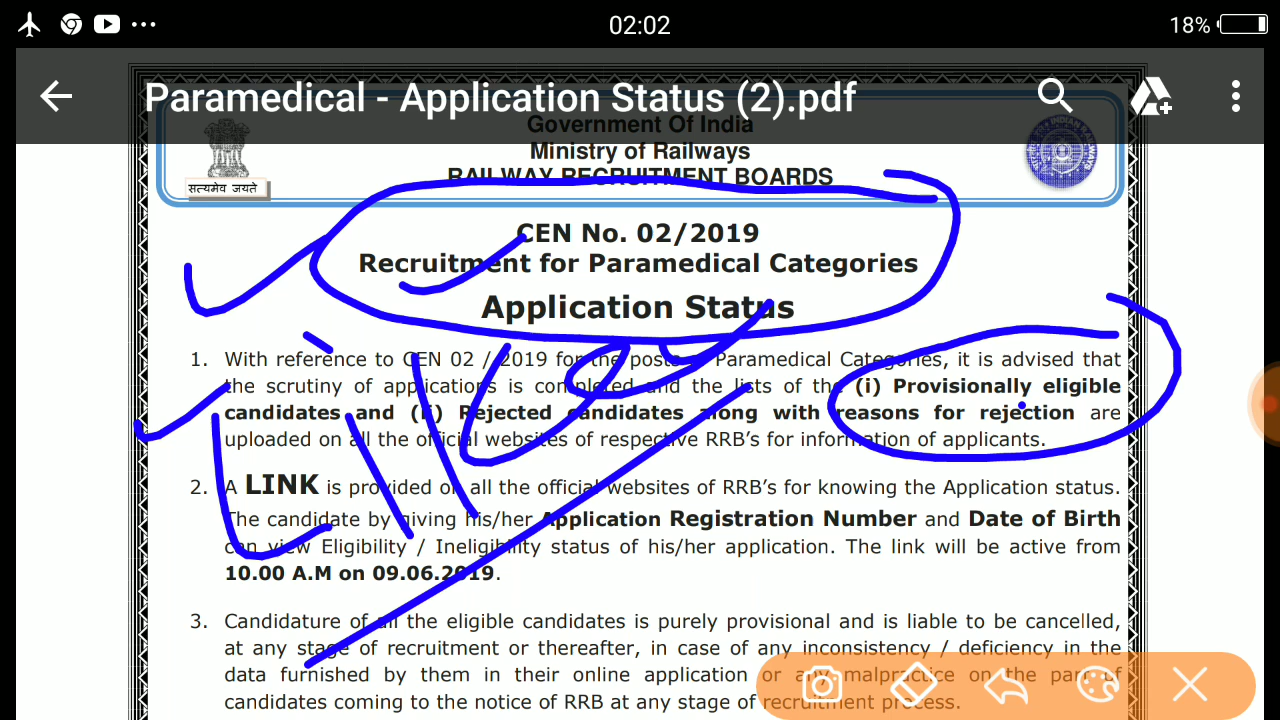 02:02
18%
Paramedical - Application Status (2).pdf
Government Of India
Ministry of Railways
RAILWAY RECRUITMENT BOARDS
सत्यमेव जयते
CEN No. 02/2019
Recruitment for Paramedical Categories
Application Status
1. With reference to CEN 02 / 2019 for the posts of Paramedical Categories, it is advised that
the scrutiny of applications is completed and the lists of the (i) Provisionally eligible
candidates and (ii) Rejected candidates along with reasons for rejection are
uploaded on all the official websites of respective RRB's for information of applicants.
2. A LINK is provided on all the official websites of RRB's for knowing the Application status.
The candidate by giving his/her Application Registration Number and Date of Birth
can view Eligibility / Ineligibility status of his/her application. The link will be active from
10.00 A.M on 09.06.2019.
3. Candidature of all the eligible candidates is purely provisional and is liable to be cancelled,
at any stage of recruitment or thereafter, in case of any inconsistency / deficiency in the
data furnished by them in their online application or any malpractice on the part of
candidates coming to the notice of RRB at any stage of recruitment process.